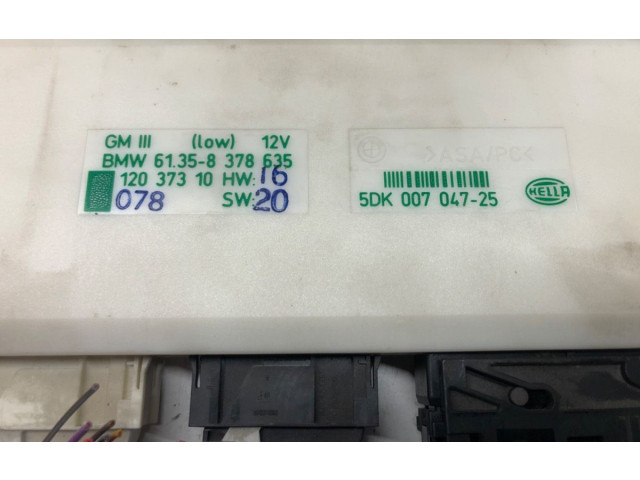 GM III (low) 12V
BMW 61.35-8 378 635
120 373 10 HW: 16
078 SW: 20
>ASA/PC<
5DK 007 047-25
HELLA